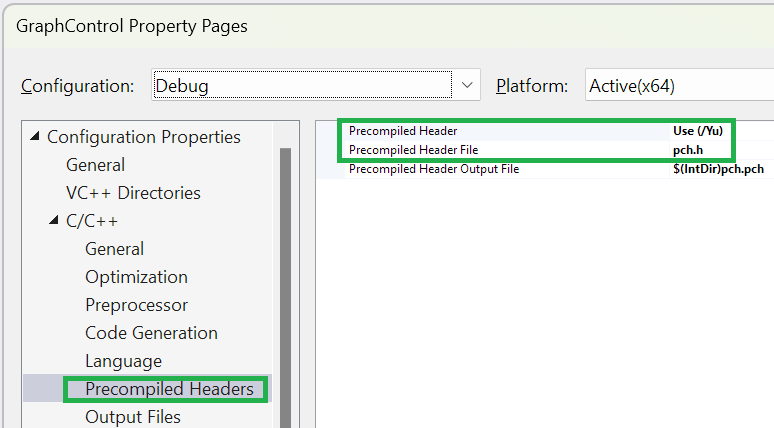 GraphControl Property Pages
Configuration: Debug Platform: Active(x64)
Configuration Properties
General
VC++ Directories
C/C++
General
Optimization
Preprocessor
Code Generation
Language
Precompiled Headers
Output Files
Precompiled Header Use (/Yu)
Precompiled Header File pch.h
Precompiled Header Output File $(IntDir)pch.pch